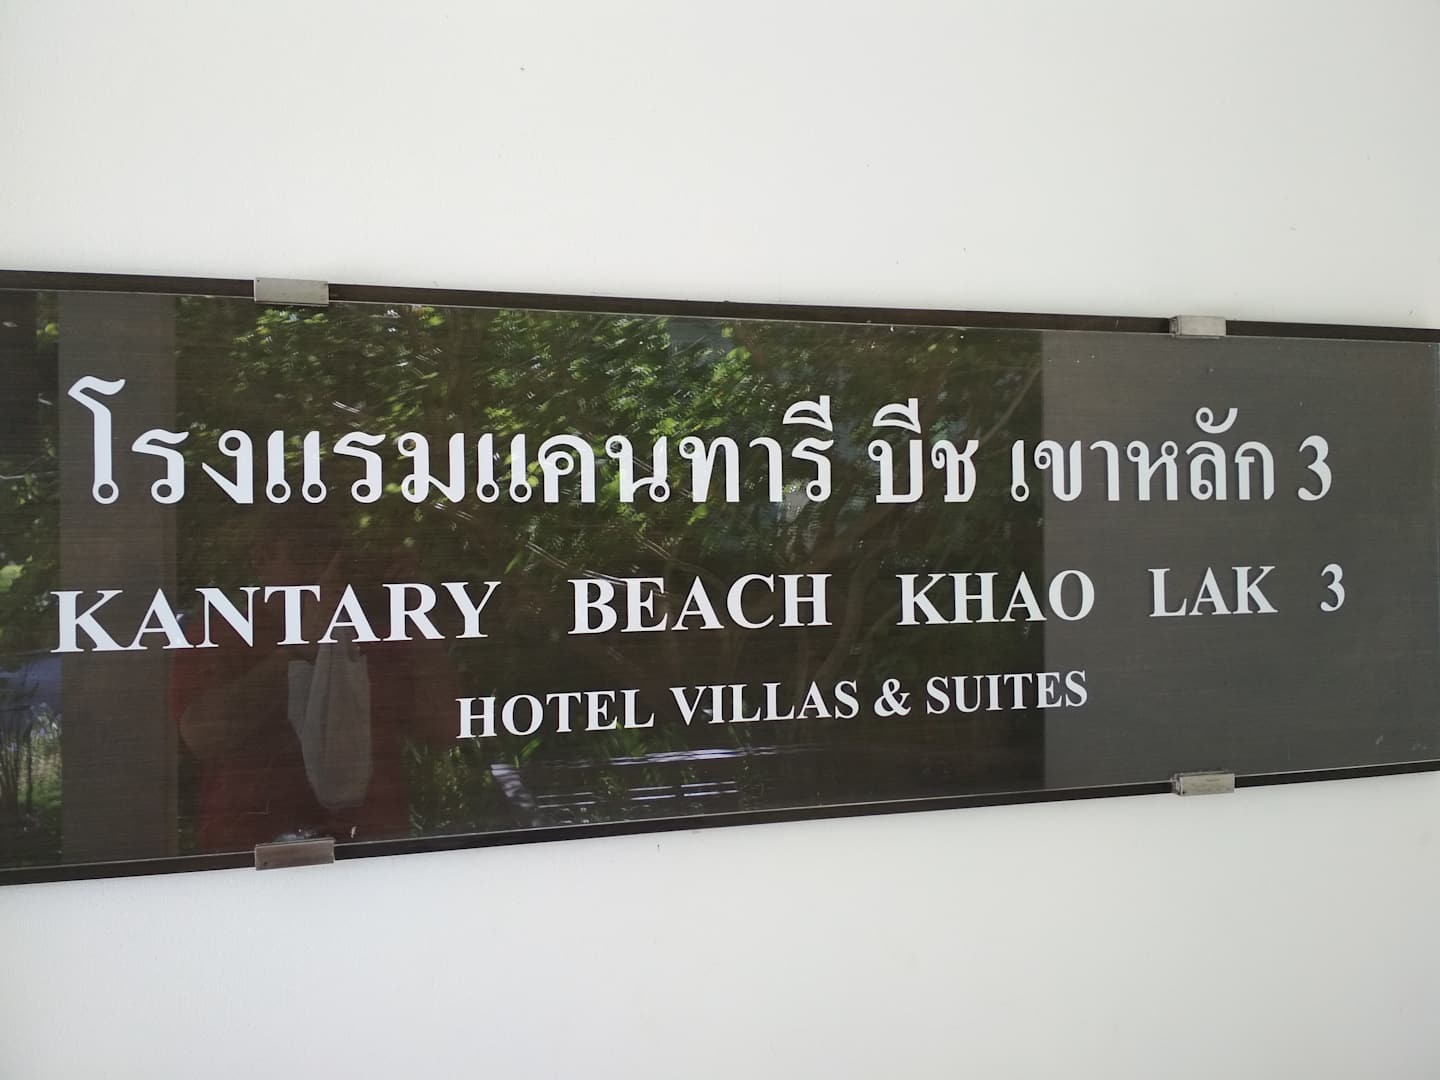 โรงแรมแคนทารี บีช เขาหลัก 3
KANTARY BEACH KHAO LAK 3
HOTEL VILLAS & SUITES